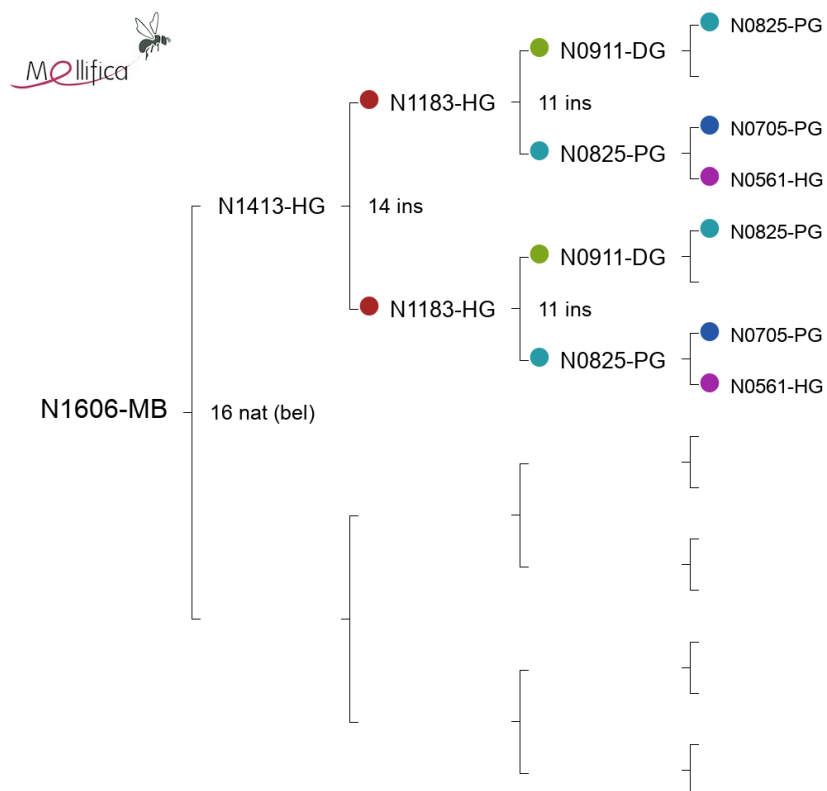 Mellifica
N0825-PG
N0911-DG
N1183-HG
11 ins
N0705-PG
N0825-PG
N0561-HG
N1413-HG
14 ins
N0825-PG
N0911-DG
N1183-HG
11 ins
N0705-PG
N0825-PG
N0561-HG
N1606-MB
16 nat (bel)